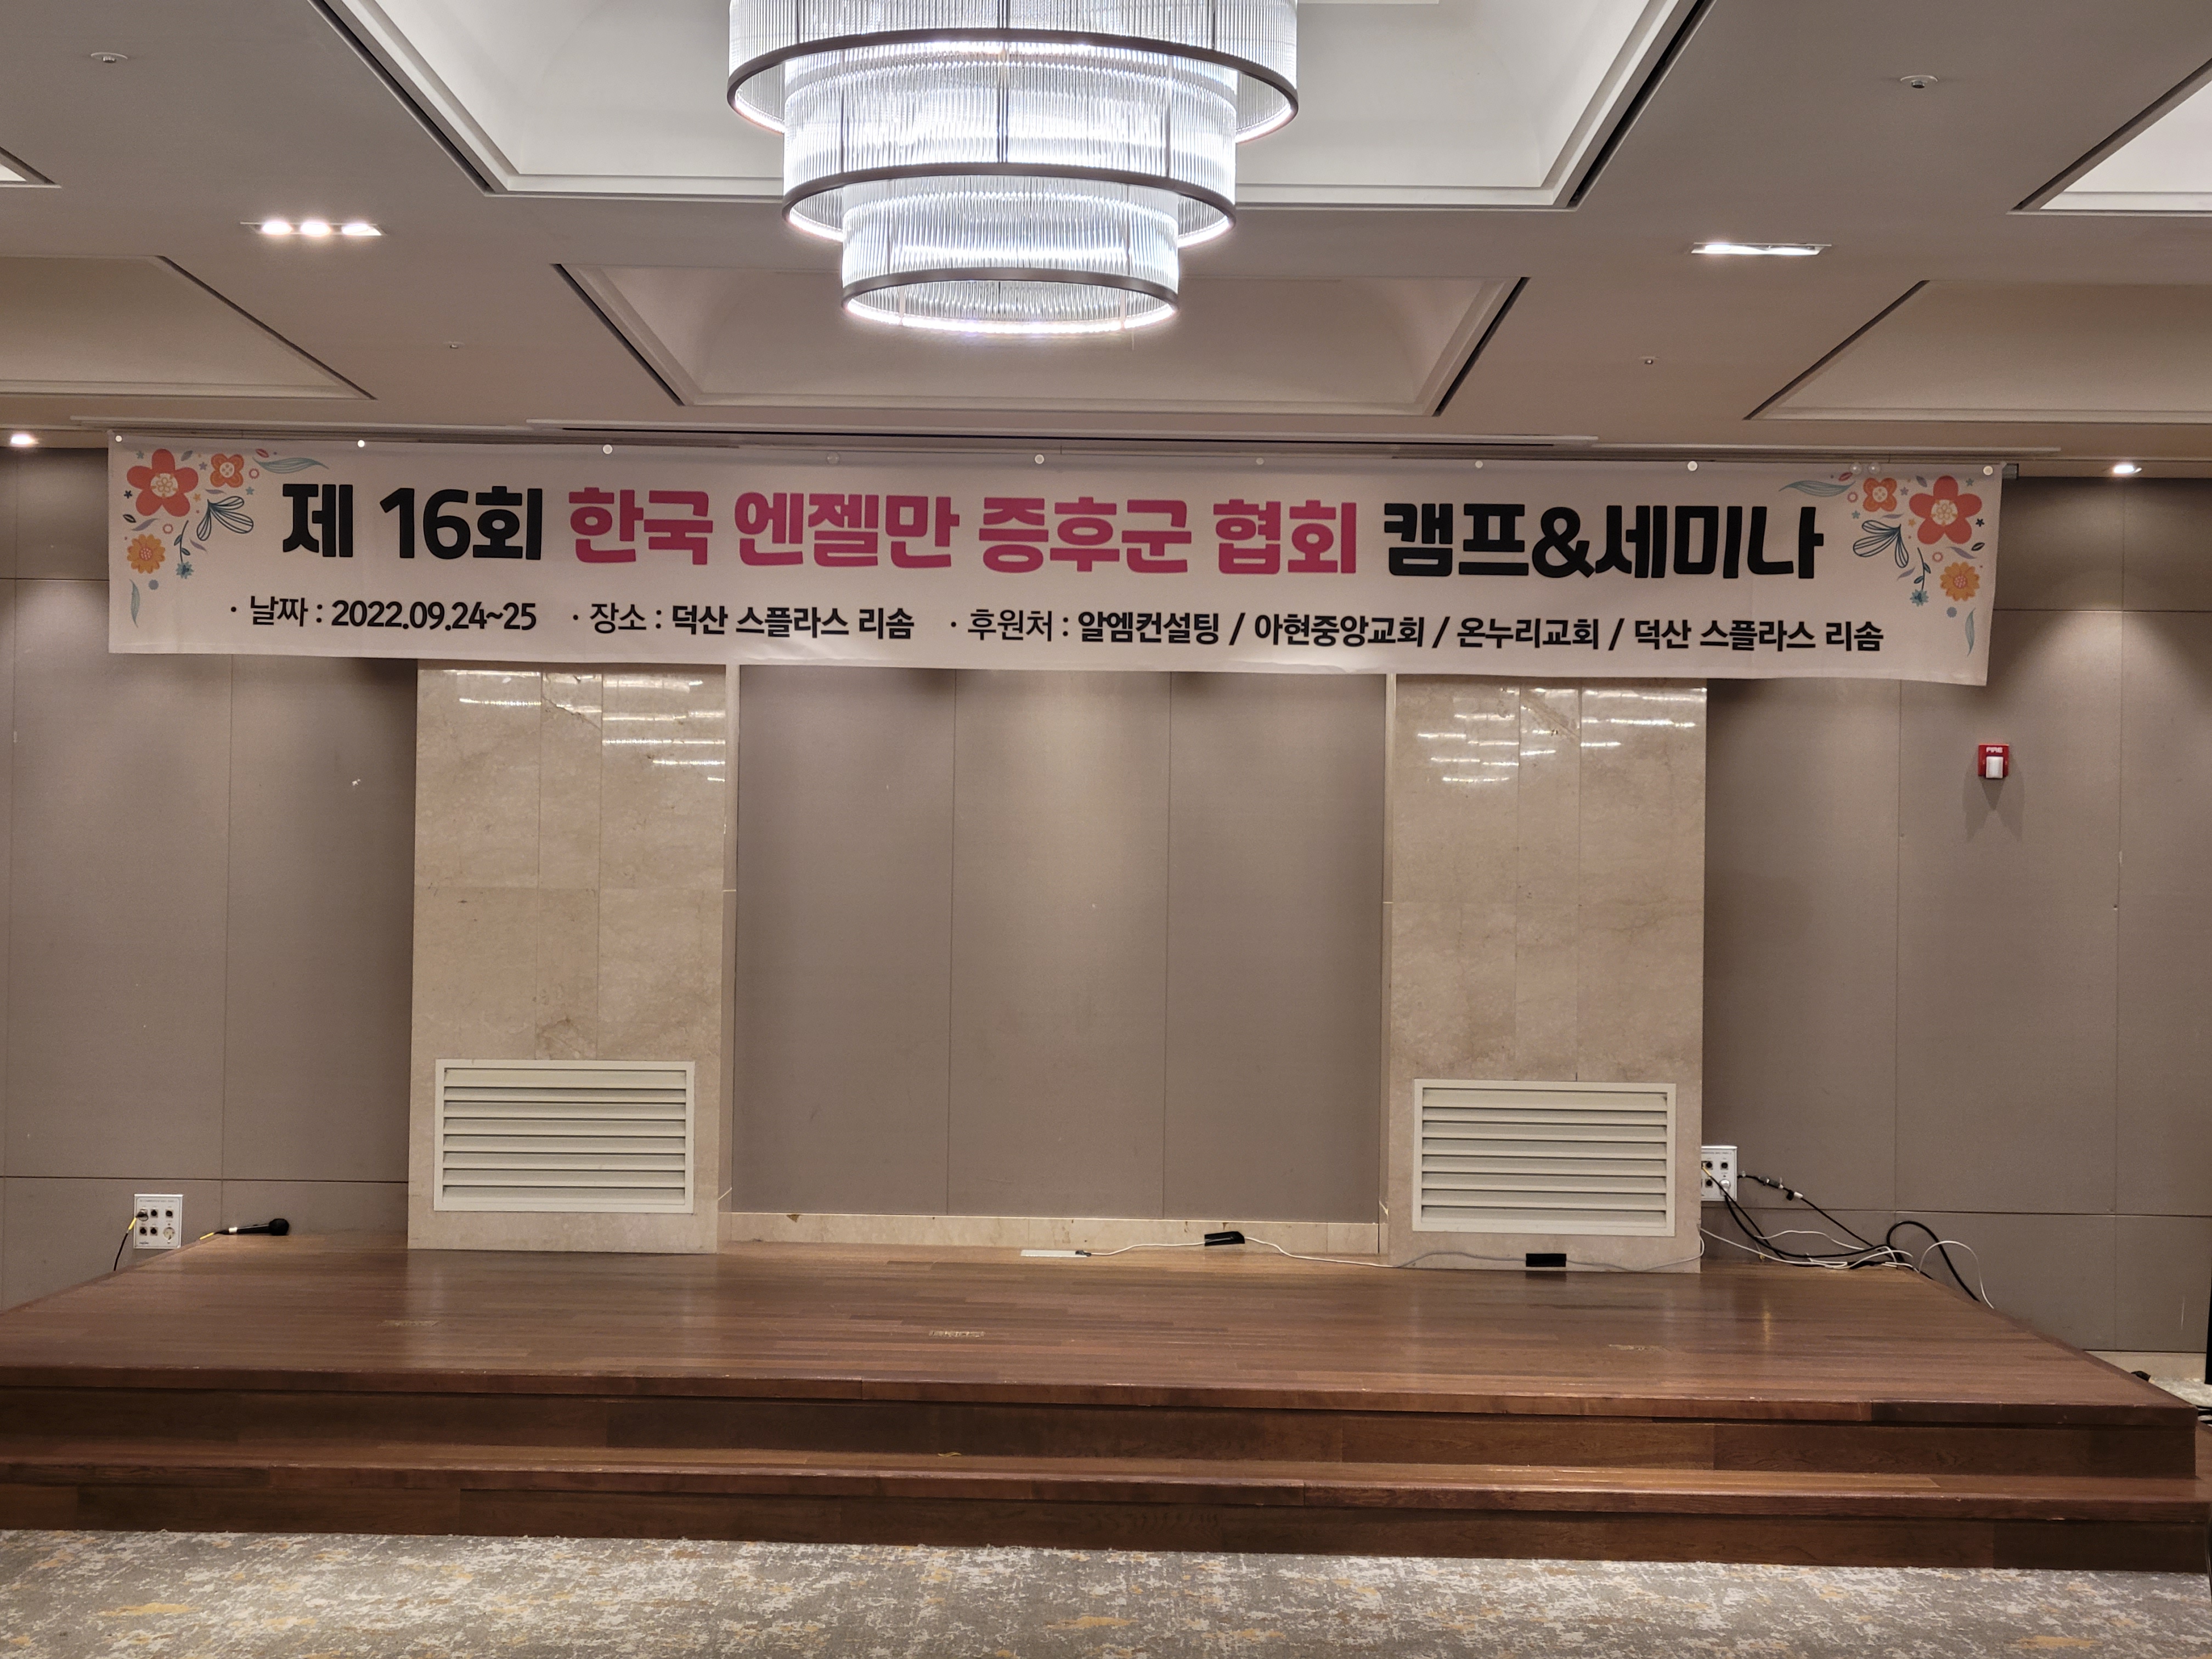 제 16회 한국 엔젤만 증후군 협회 캠프&세미나
· 날짜 : 2022.09.24~25 · 장소 : 덕산 스플라스 리솜 · 후원처 : 알엠컨설팅 / 아현중앙교회 / 온누리교회 / 덕산 스플라스 리솜
FIRE